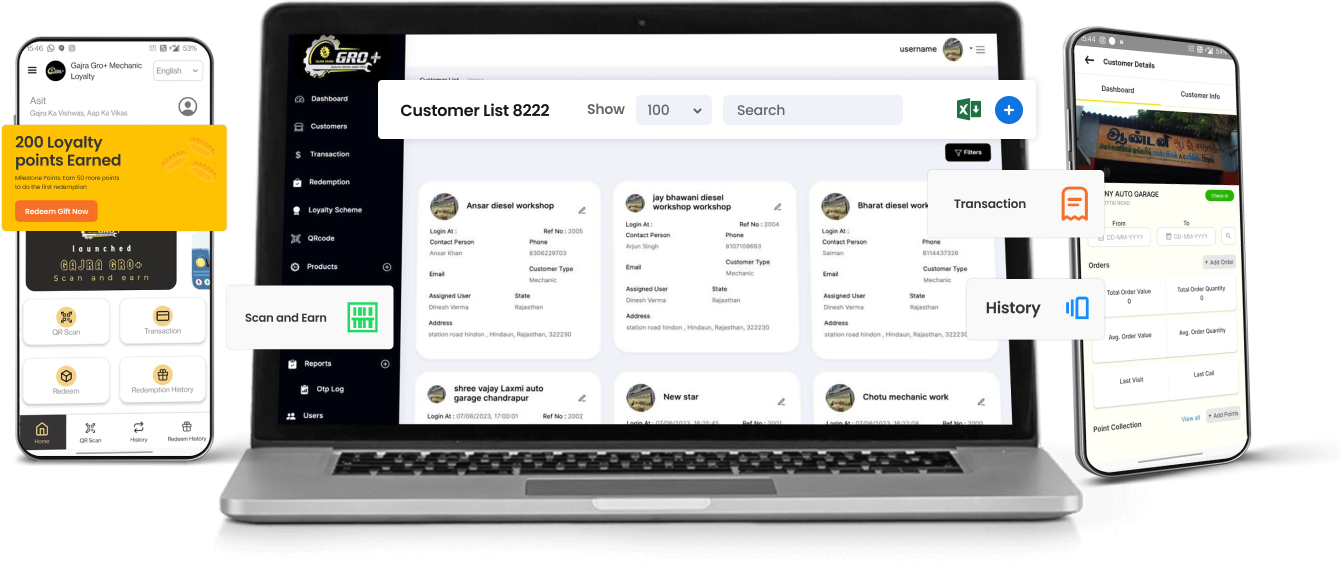 15:46
53%
Gajra Gro+ Mechanic
Loyalty
English
Asit
Gajra Ka Vishwas, Aap Ka Vikas
200 Loyalty
points Earned
Milestone Points: Earn 50 more points
to do the first redemption
Redeem Gift Now
launched
GAJRA GRO+
Scan and earn
QR Scan
Transaction
Redeem
Redemption History
Home
QR Scan
History
Redeem History
GRO+
username
Dashboard
Customers
Transaction
Redemption
Loyalty Scheme
QRcode
Products
Scan and Earn
Reports
Otp Log
Users
Customer List 8222
Show
100
Search
Filters
Ansar diesel workshop
Login At :
Ref No : 2005
Contact Person
Phone
Ansar Khan
8306229703
Email
Customer Type
Mechanic
Assigned User
State
Dinesh Verma
Rajasthan
Address
station road hindon , Hindaun, Rajasthan, 322230
jay bhawani diesel
workshop workshop
Login At :
Ref No : 2004
Contact Person
Phone
Arjun Singh
8107109693
Email
Customer Type
Mechanic
Assigned User
State
Dinesh Verma
Rajasthan
Address
station road hindon , Hindaun, Rajasthan, 322230
Bharat diesel
Login At :
Contact Person
Phone
Salman
8114437326
Email
Customer Type
Mechanic
Assigned User
Dinesh Verma
Address
station road hindon , Hindaun, Rajasthan, 322230
shree vajay Laxmi auto
garage chandrapur
Login At : 07/06/2023, 17:00:01
Ref No : 2002
New star
Chotu mechanic work
Transaction
History
5:44
54%
Customer Details
Dashboard
Customer Info
ஆண்டனி
NY AUTO GARAGE
OTTAI ROAD
Check In
From
To
DD-MM-YYYY
DD-MM-YYYY
Orders
+ Add Order
Total Order Value
0
Total Order Quantity
0
Avg. Order Value
Avg. Order Quantity
Last Visit
Last Call
Point Collection
View all
+ Add Points